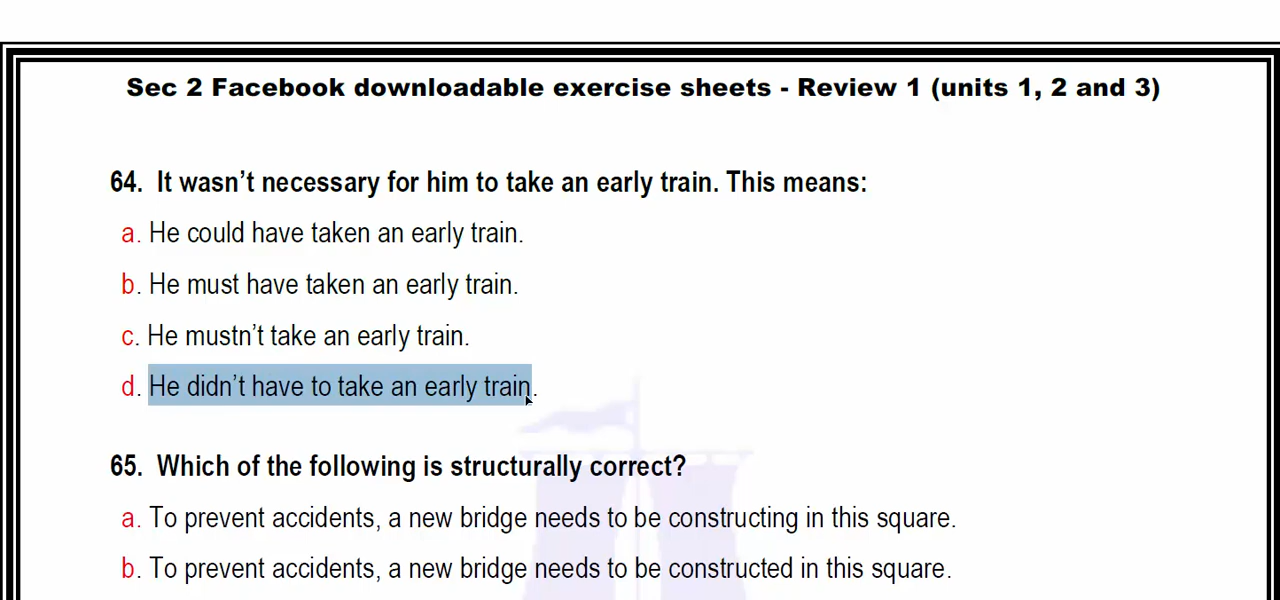 Sec 2 Facebook downloadable exercise sheets - Review 1 (units 1, 2 and 3)
64. It wasn’t necessary for him to take an early train. This means:
a. He could have taken an early train.
b. He must have taken an early train.
c. He mustn’t take an early train.
d. He didn’t have to take an early train.
65. Which of the following is structurally correct?
a. To prevent accidents, a new bridge needs to be constructing in this square.
b. To prevent accidents, a new bridge needs to be constructed in this square.